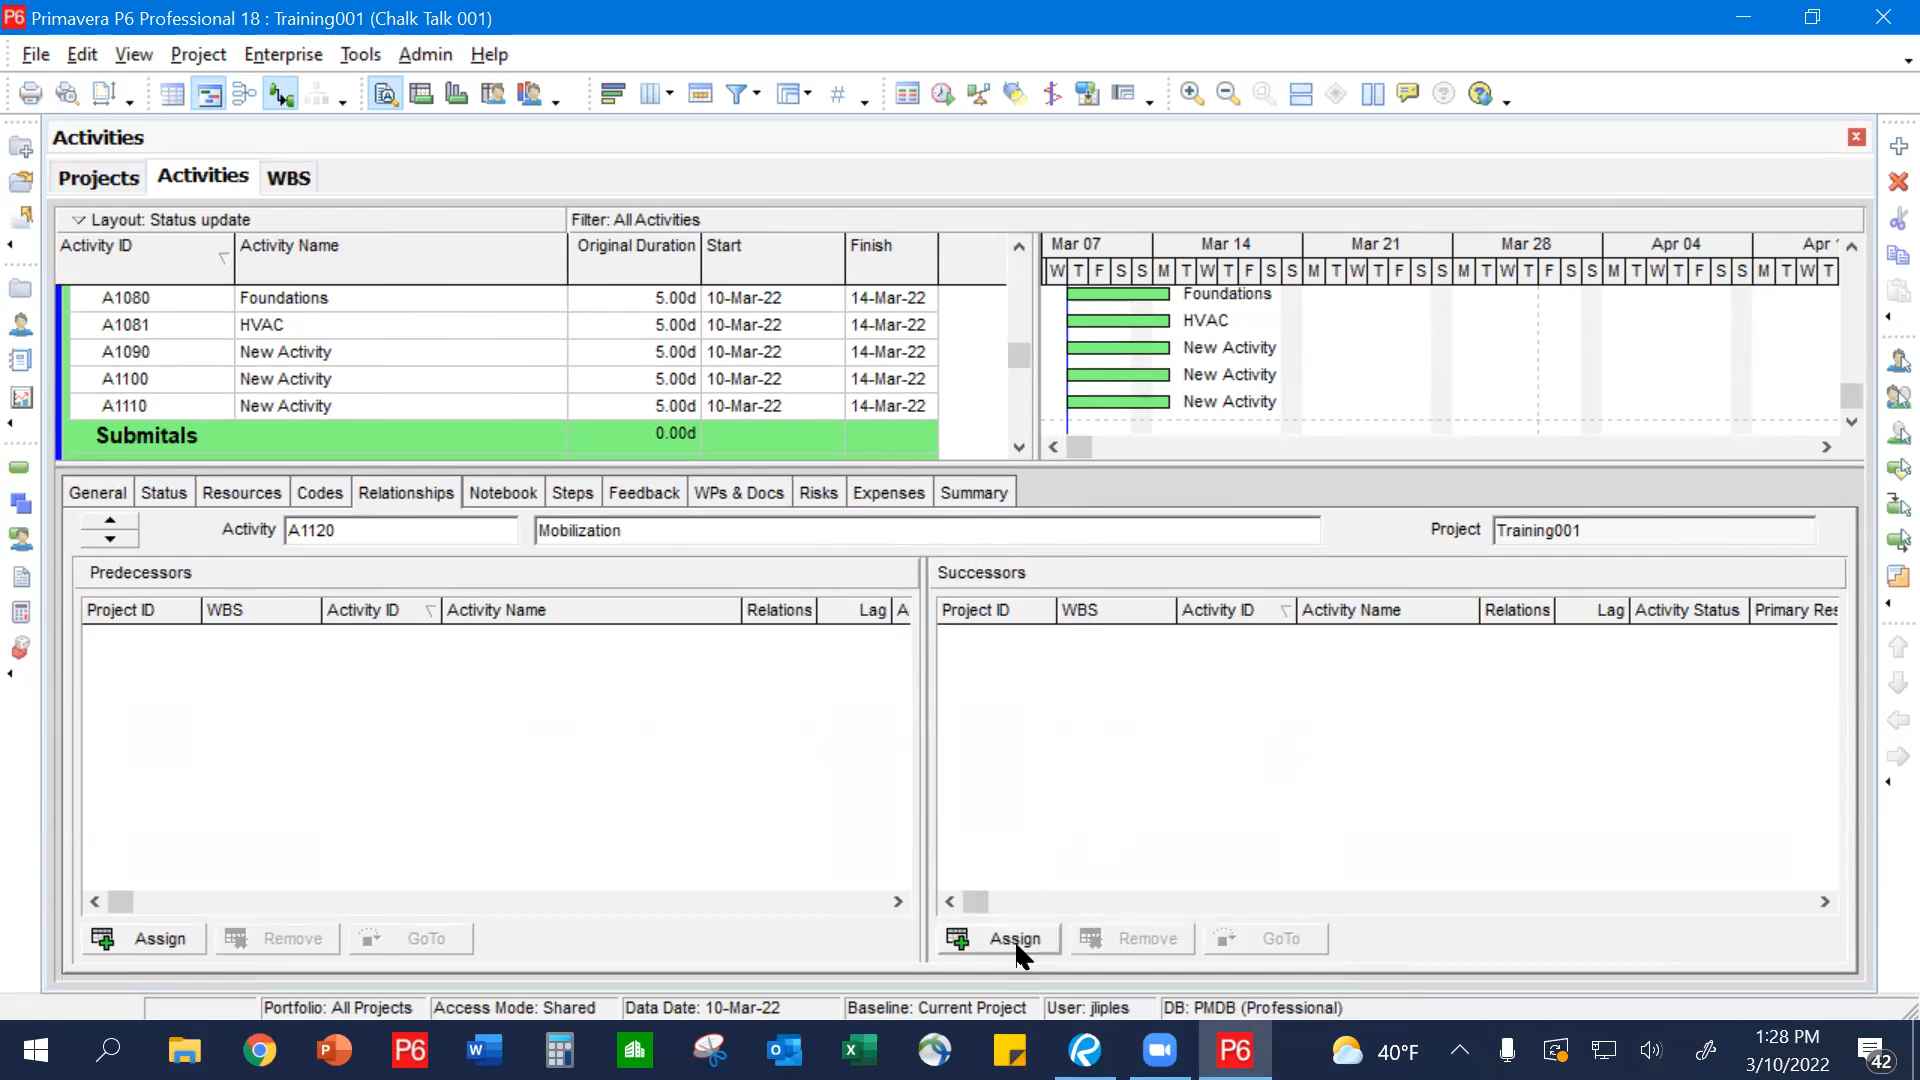 P6 Primavera P6 Professional 18 : Training001 (Chalk Talk 001)
File Edit View Project Enterprise Tools Admin Help
Activities
Projects Activities WBS
Layout: Status update Filter: All Activities
Activity ID Activity Name Original Duration Start Finish
Mar 07 Mar 14 Mar 21 Mar 28 Apr 04 Apr
W T F S S M T W T F S S M T W T F S S M T W T F S S M T W T F S S M T W T
A1080 Foundations 5.00d 10-Mar-22 14-Mar-22 Foundations
A1081 HVAC 5.00d 10-Mar-22 14-Mar-22 HVAC
A1090 New Activity 5.00d 10-Mar-22 14-Mar-22 New Activity
A1100 New Activity 5.00d 10-Mar-22 14-Mar-22 New Activity
A1110 New Activity 5.00d 10-Mar-22 14-Mar-22 New Activity
Submitals 0.00d
General Status Resources Codes Relationships Notebook Steps Feedback WPs & Docs Risks Expenses Summary
Activity A1120 Mobilization Project Training001
Predecessors Successors
Project ID WBS Activity ID Activity Name Relations Lag A Project ID WBS Activity ID Activity Name Relations Lag Activity Status Primary Res
Assign Remove GoTo Assign Remove GoTo
Portfolio: All Projects Access Mode: Shared Data Date: 10-Mar-22 Baseline: Current Project User: jliples DB: PMDB (Professional)
P6 P6 40°F 1:28 PM
3/10/2022 42